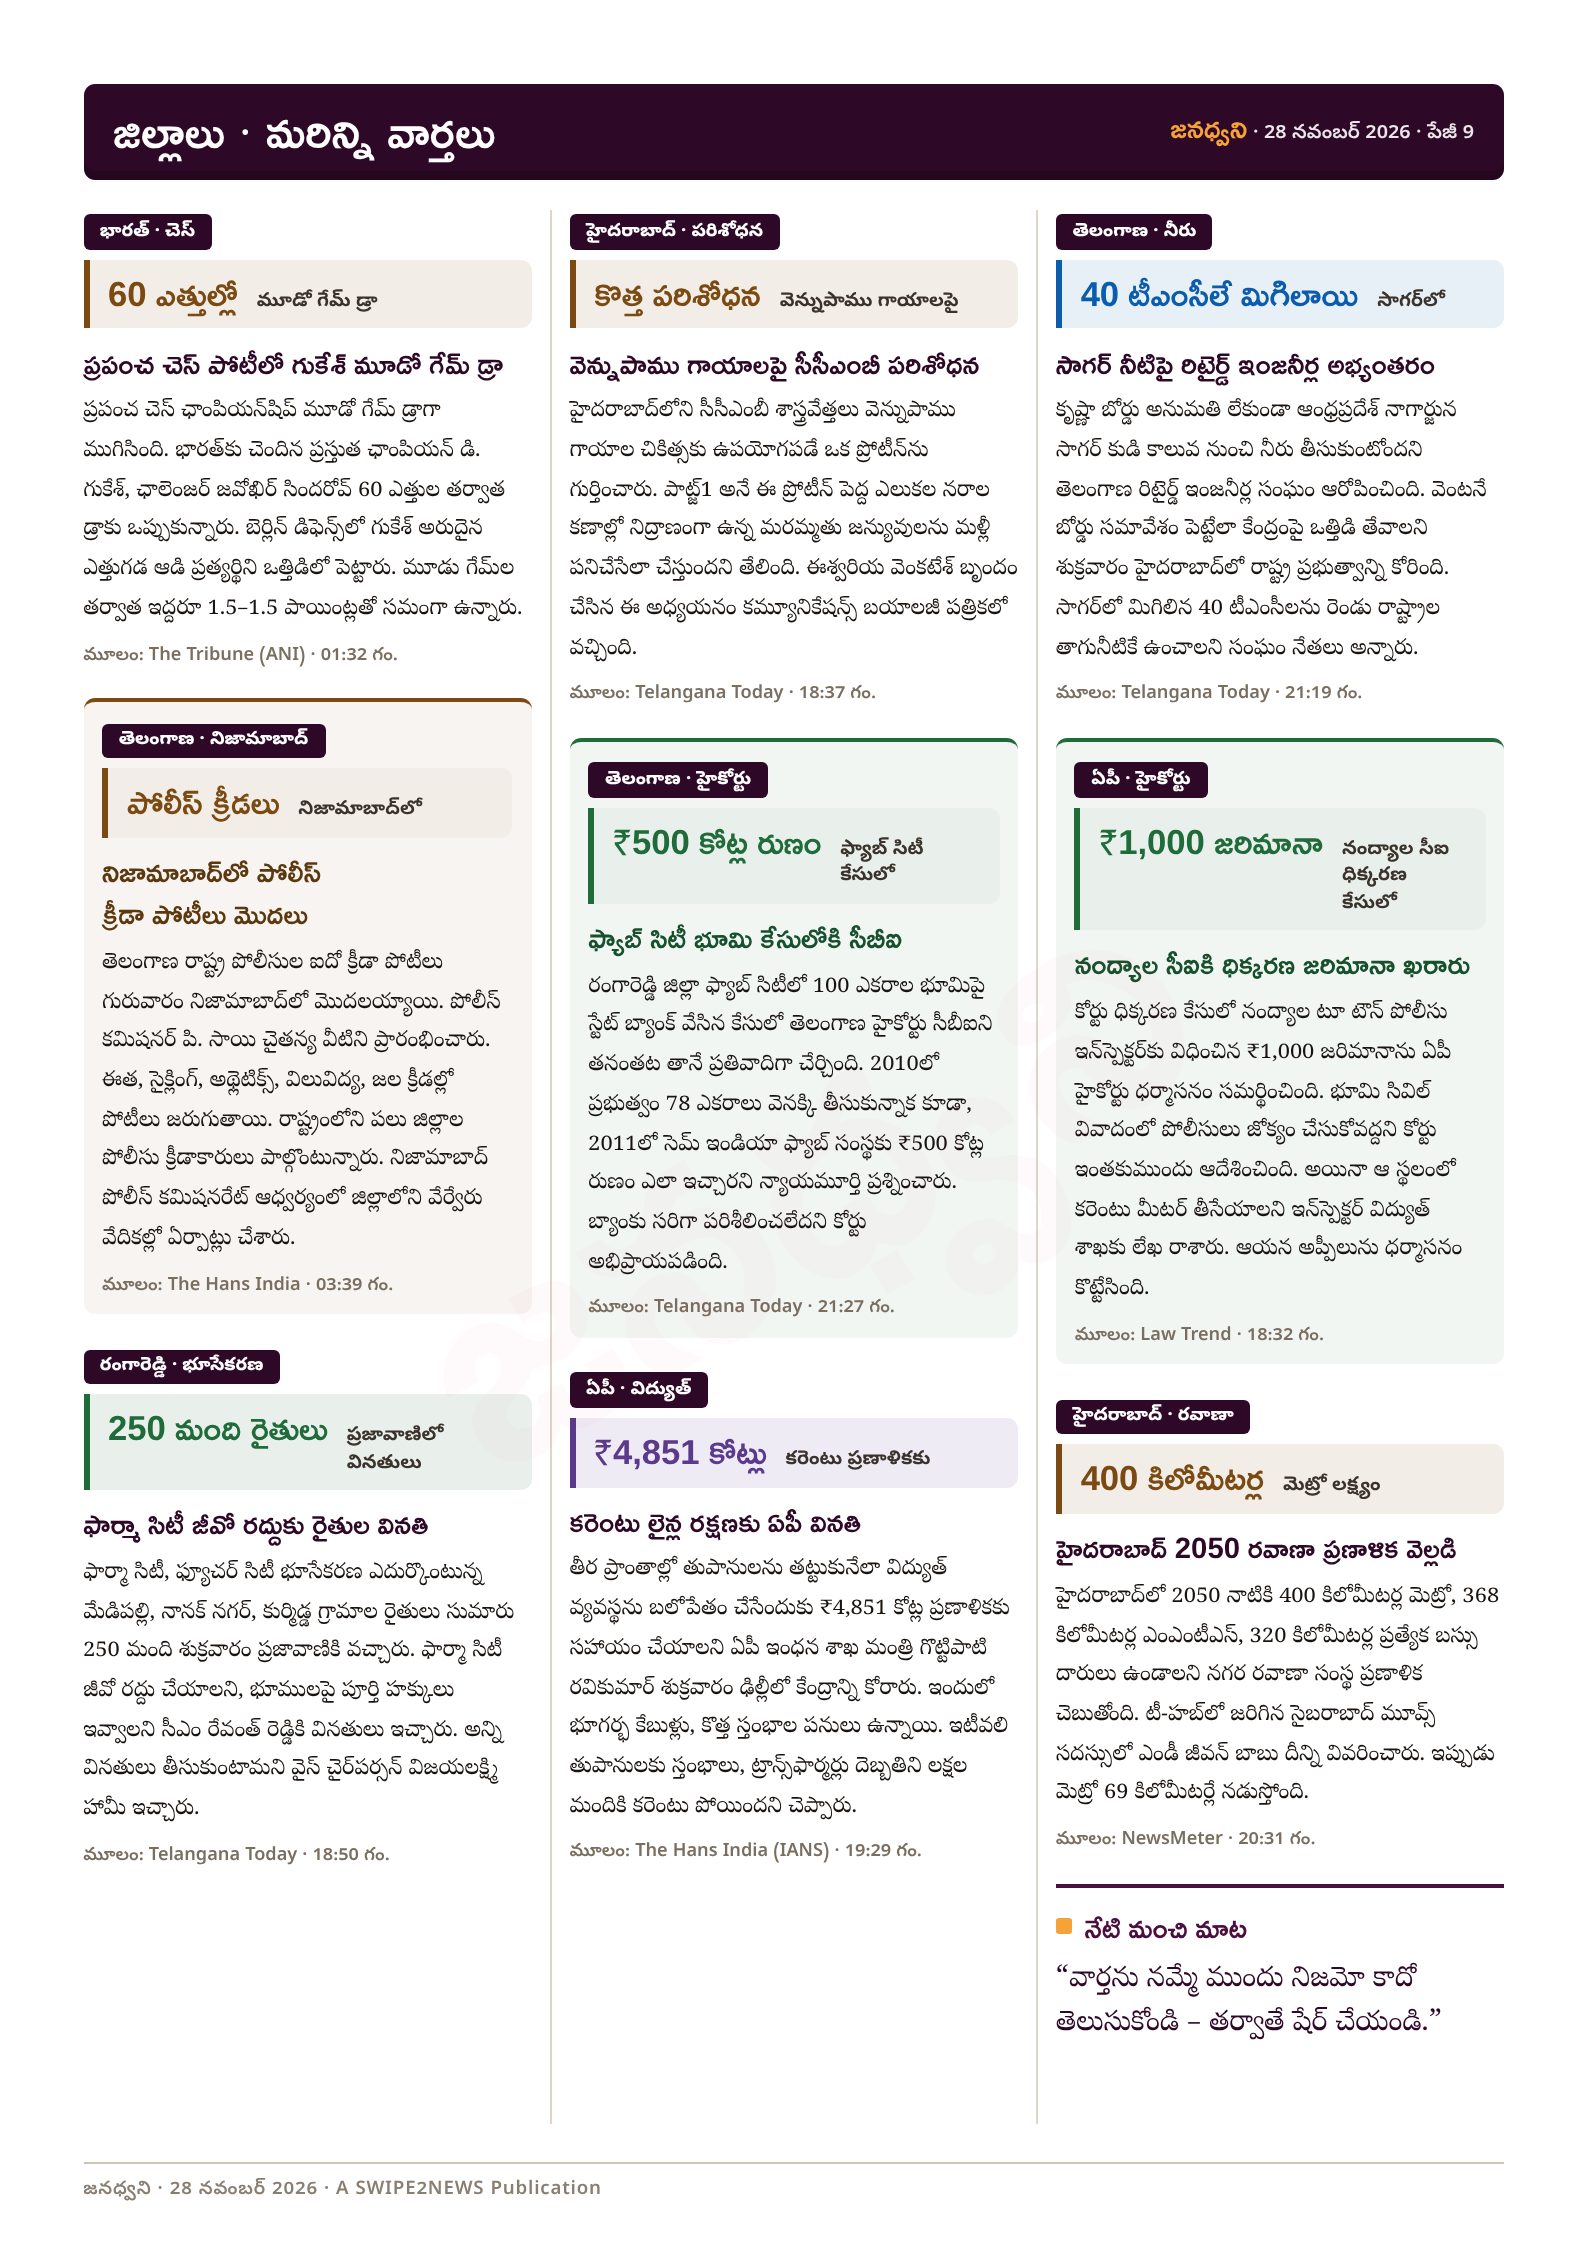 జిల్లాలు · మరిన్ని వార్తలు
జనధ్వని · 28 నవంబర్ 2026 · పేజీ 9
భారత్ · చెస్
60 ఎత్తుల్లో మూడో గేమ్ డ్రా
ప్రపంచ చెస్ పోటీలో గుకేశ్ మూడో గేమ్ డ్రా
ప్రపంచ చెస్ ఛాంపియన్‌షిప్ మూడో గేమ్ డ్రాగా
ముగిసింది. భారత్‌కు చెందిన ప్రస్తుత ఛాంపియన్ డి.
గుకేశ్, ఛాలెంజర్ జవోఖిర్ సిందరోవ్ 60 ఎత్తుల తర్వాత
డ్రాకు ఒప్పుకున్నారు. బెర్లిన్ డిఫెన్స్‌లో గుకేశ్ అరుదైన
ఎత్తుగడ ఆడి ప్రత్యర్థిని ఒత్తిడిలో పెట్టారు. మూడు గేమ్‌ల
తర్వాత ఇద్దరూ 1.5–1.5 పాయింట్లతో సమంగా ఉన్నారు.
మూలం: The Tribune (ANI) · 01:32 గం.
తెలంగాణ · నిజామాబాద్
పోలీస్ క్రీడలు నిజామాబాద్‌లో
నిజామాబాద్‌లో పోలీస్
క్రీడా పోటీలు మొదలు
తెలంగాణ రాష్ట్ర పోలీసుల ఐదో క్రీడా పోటీలు
గురువారం నిజామాబాద్‌లో మొదలయ్యాయి. పోలీస్
కమిషనర్ పి. సాయి చైతన్య వీటిని ప్రారంభించారు.
ఈత, సైక్లింగ్, అథ్లెటిక్స్, విలువిద్య, జల క్రీడల్లో
పోటీలు జరుగుతాయి. రాష్ట్రంలోని పలు జిల్లాల
పోలీసు క్రీడాకారులు పాల్గొంటున్నారు. నిజామాబాద్
పోలీస్ కమిషనరేట్ ఆధ్వర్యంలో జిల్లాలోని వేర్వేరు
వేదికల్లో ఏర్పాట్లు చేశారు.
మూలం: The Hans India · 03:39 గం.
రంగారెడ్డి · భూసేకరణ
250 మంది రైతులు ప్రజావాణిలో
వినతులు
ఫార్మా సిటీ జీవో రద్దుకు రైతుల వినతి
ఫార్మా సిటీ, ఫ్యూచర్ సిటీ భూసేకరణ ఎదుర్కొంటున్న
మేడిపల్లి, నానక్ నగర్, కుర్మిడ్డ గ్రామాల రైతులు సుమారు
250 మంది శుక్రవారం ప్రజావాణికి వచ్చారు. ఫార్మా సిటీ
జీవో రద్దు చేయాలని, భూములపై పూర్తి హక్కులు
ఇవ్వాలని సీఎం రేవంత్ రెడ్డికి వినతులు ఇచ్చారు. అన్ని
వినతులు తీసుకుంటామని వైస్ చైర్‌పర్సన్ విజయలక్ష్మి
హామీ ఇచ్చారు.
మూలం: Telangana Today · 18:50 గం.
హైదరాబాద్ · పరిశోధన
కొత్త పరిశోధన వెన్నుపాము గాయాలపై
వెన్నుపాము గాయాలపై సీసీఎంబీ పరిశోధన
హైదరాబాద్‌లోని సీసీఎంబీ శాస్త్రవేత్తలు వెన్నుపాము
గాయాల చికిత్సకు ఉపయోగపడే ఒక ప్రోటీన్‌ను
గుర్తించారు. పాట్జ్1 అనే ఈ ప్రోటీన్ పెద్ద ఎలుకల నరాల
కణాల్లో నిద్రాణంగా ఉన్న మరమ్మతు జన్యువులను మళ్లీ
పనిచేసేలా చేస్తుందని తేలింది. ఈశ్వరియ వెంకటేశ్ బృందం
చేసిన ఈ అధ్యయనం కమ్యూనికేషన్స్ బయాలజీ పత్రికలో
వచ్చింది.
మూలం: Telangana Today · 18:37 గం.
తెలంగాణ · హైకోర్టు
₹500 కోట్ల రుణం ఫ్యాబ్ సిటీ
కేసులో
ఫ్యాబ్ సిటీ భూమి కేసులోకి సీబీఐ
రంగారెడ్డి జిల్లా ఫ్యాబ్ సిటీలో 100 ఎకరాల భూమిపై
స్టేట్ బ్యాంక్ వేసిన కేసులో తెలంగాణ హైకోర్టు సీబీఐని
తనంతట తానే ప్రతివాదిగా చేర్చింది. 2010లో
ప్రభుత్వం 78 ఎకరాలు వెనక్కి తీసుకున్నాక కూడా,
2011లో సెమ్ ఇండియా ఫ్యాబ్ సంస్థకు ₹500 కోట్ల
రుణం ఎలా ఇచ్చారని న్యాయమూర్తి ప్రశ్నించారు.
బ్యాంకు సరిగా పరిశీలించలేదని కోర్టు
అభిప్రాయపడింది.
మూలం: Telangana Today · 21:27 గం.
ఏపీ · విద్యుత్
₹4,851 కోట్లు కరెంటు ప్రణాళికకు
కరెంటు లైన్ల రక్షణకు ఏపీ వినతి
తీర ప్రాంతాల్లో తుపానులను తట్టుకునేలా విద్యుత్
వ్యవస్థను బలోపేతం చేసేందుకు ₹4,851 కోట్ల ప్రణాళికకు
సహాయం చేయాలని ఏపీ ఇంధన శాఖ మంత్రి గొట్టిపాటి
రవికుమార్ శుక్రవారం ఢిల్లీలో కేంద్రాన్ని కోరారు. ఇందులో
భూగర్భ కేబుళ్లు, కొత్త స్తంభాల పనులు ఉన్నాయి. ఇటీవలి
తుపానులకు స్తంభాలు, ట్రాన్స్‌ఫార్మర్లు దెబ్బతిని లక్షల
మందికి కరెంటు పోయిందని చెప్పారు.
మూలం: The Hans India (IANS) · 19:29 గం.
తెలంగాణ · నీరు
40 టీఎంసీలే మిగిలాయి సాగర్‌లో
సాగర్ నీటిపై రిటైర్డ్ ఇంజనీర్ల అభ్యంతరం
కృష్ణా బోర్డు అనుమతి లేకుండా ఆంధ్రప్రదేశ్ నాగార్జున
సాగర్ కుడి కాలువ నుంచి నీరు తీసుకుంటోందని
తెలంగాణ రిటైర్డ్ ఇంజనీర్ల సంఘం ఆరోపించింది. వెంటనే
బోర్డు సమావేశం పెట్టేలా కేంద్రంపై ఒత్తిడి తేవాలని
శుక్రవారం హైదరాబాద్‌లో రాష్ట్ర ప్రభుత్వాన్ని కోరింది.
సాగర్‌లో మిగిలిన 40 టీఎంసీలను రెండు రాష్ట్రాల
తాగునీటికే ఉంచాలని సంఘం నేతలు అన్నారు.
మూలం: Telangana Today · 21:19 గం.
ఏపీ · హైకోర్టు
₹1,000 జరిమానా నంద్యాల సీఐ
ధిక్కరణ
కేసులో
నంద్యాల సీఐకి ధిక్కరణ జరిమానా ఖరారు
కోర్టు ధిక్కరణ కేసులో నంద్యాల టూ టౌన్ పోలీసు
ఇన్‌స్పెక్టర్‌కు విధించిన ₹1,000 జరిమానాను ఏపీ
హైకోర్టు ధర్మాసనం సమర్థించింది. భూమి సివిల్
వివాదంలో పోలీసులు జోక్యం చేసుకోవద్దని కోర్టు
ఇంతకుముందు ఆదేశించింది. అయినా ఆ స్థలంలో
కరెంటు మీటర్ తీసేయాలని ఇన్‌స్పెక్టర్ విద్యుత్
శాఖకు లేఖ రాశారు. ఆయన అప్పీలును ధర్మాసనం
కొట్టేసింది.
మూలం: Law Trend · 18:32 గం.
హైదరాబాద్ · రవాణా
400 కిలోమీటర్ల మెట్రో లక్ష్యం
హైదరాబాద్ 2050 రవాణా ప్రణాళిక వెల్లడి
హైదరాబాద్‌లో 2050 నాటికి 400 కిలోమీటర్ల మెట్రో, 368
కిలోమీటర్ల ఎంఎంటీఎస్, 320 కిలోమీటర్ల ప్రత్యేక బస్సు
దారులు ఉండాలని నగర రవాణా సంస్థ ప్రణాళిక
చెబుతోంది. టీ-హబ్‌లో జరిగిన సైబరాబాద్ మూవ్స్
సదస్సులో ఎండీ జీవన్ బాబు దీన్ని వివరించారు. ఇప్పుడు
మెట్రో 69 కిలోమీటర్లే నడుస్తోంది.
మూలం: NewsMeter · 20:31 గం.
నేటి మంచి మాట
“వార్తను నమ్మే ముందు నిజమో కాదో
తెలుసుకోండి – తర్వాతే షేర్ చేయండి.”
జనధ్వని · 28 నవంబర్ 2026 · A SWIPE2NEWS Publication
జనధ్వని